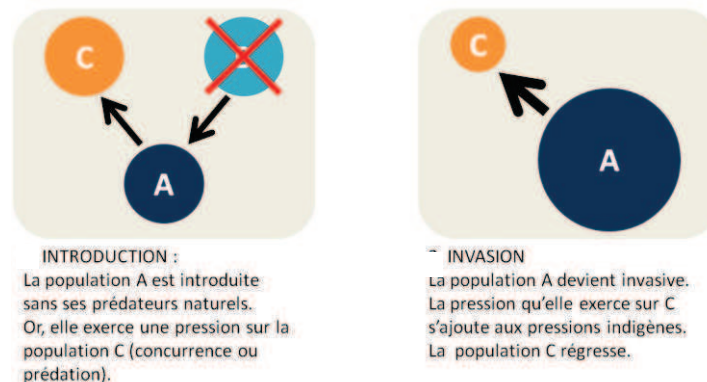 C
A
INTRODUCTION :
La population A est introduite
sans ses prédateurs naturels.
Or, elle exerce une pression sur la
population C (concurrence ou
prédation).
C
A
INVASION
La population A devient invasive.
La pression qu'elle exerce sur C
s'ajoute aux pressions indigènes.
La population C régresse.